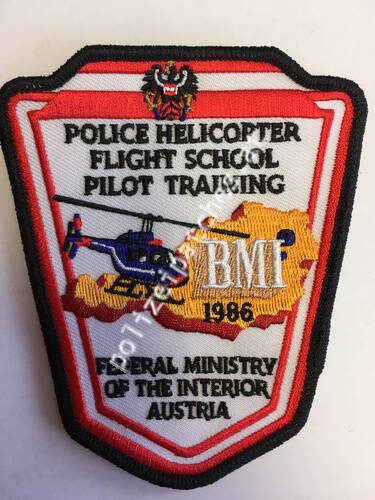 POLICE HELICOPTER
FLIGHT SCHOOL
PILOT TRAINING
BMI
1986
FEDERAL MINISTRY
OF THE INTERIOR
AUSTRIA